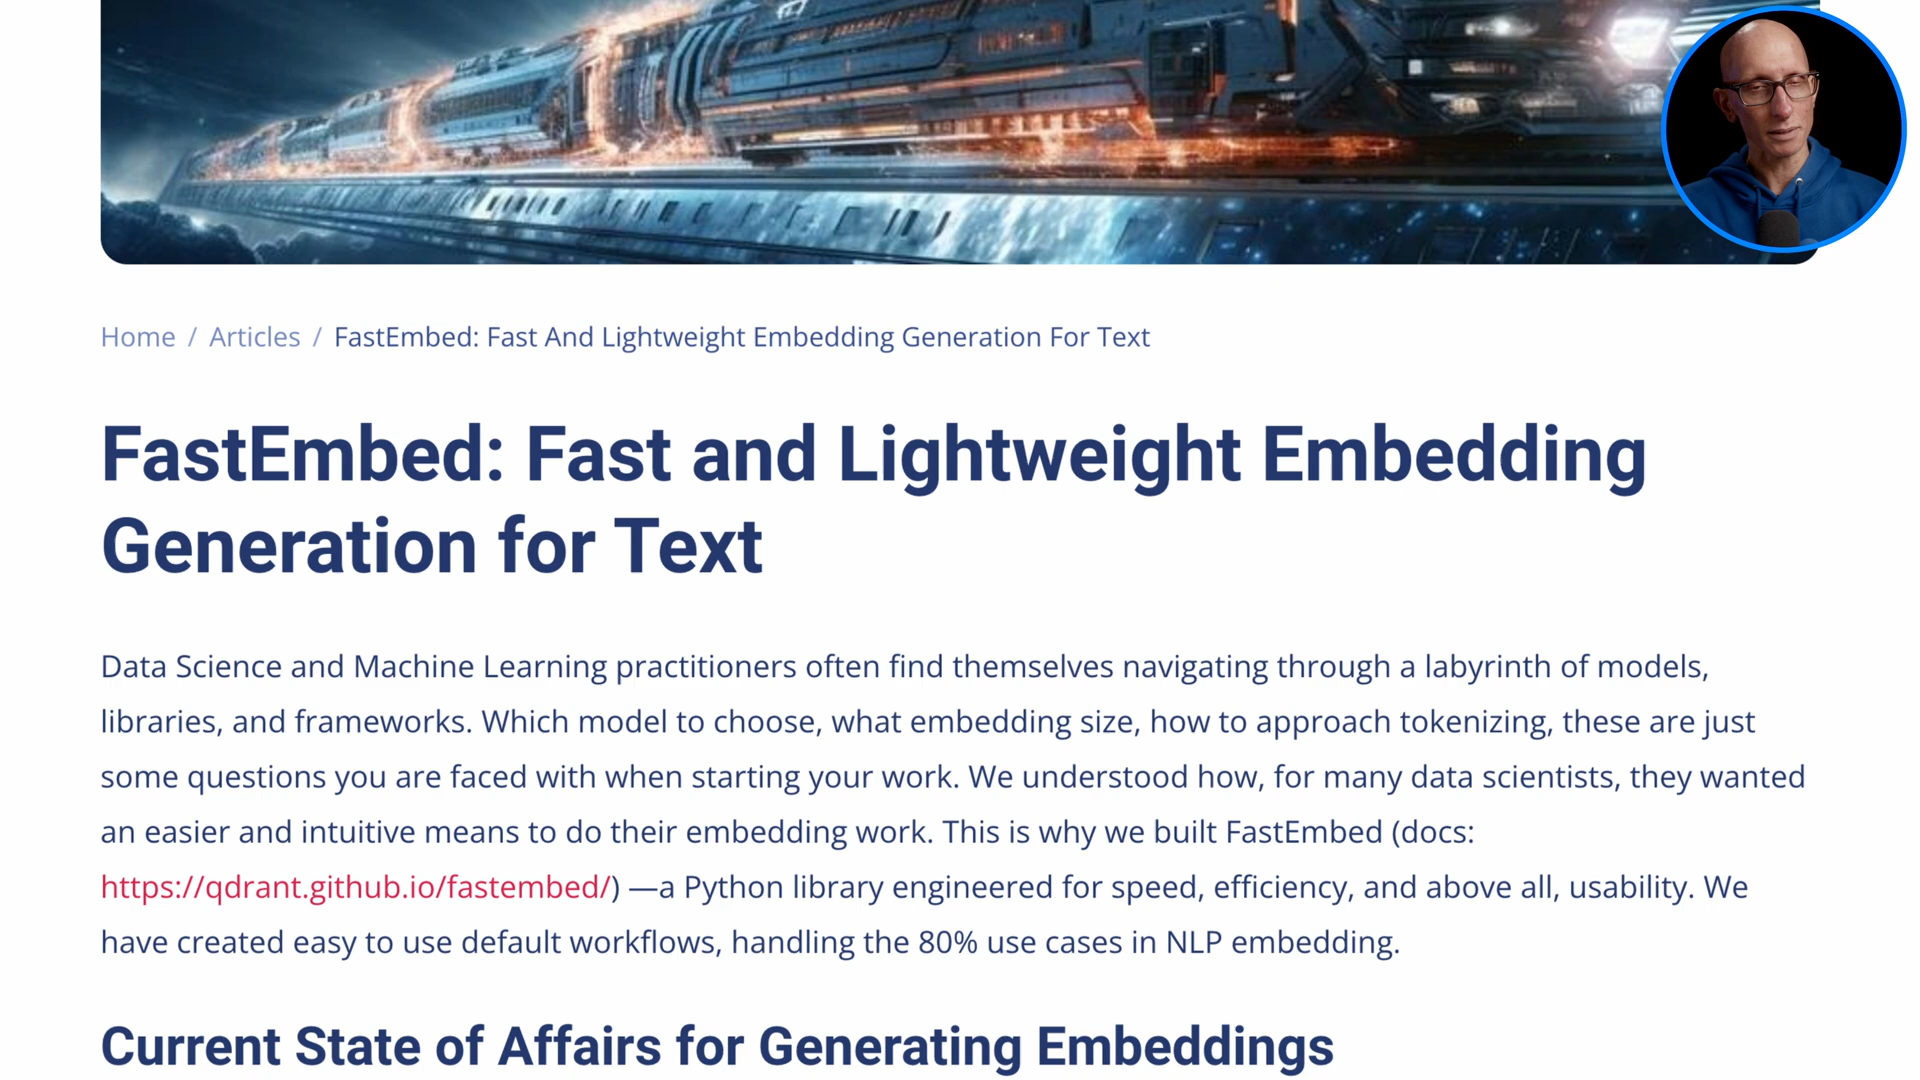 Home / Articles / FastEmbed: Fast And Lightweight Embedding Generation For Text
FastEmbed: Fast and Lightweight Embedding
Generation for Text
Data Science and Machine Learning practitioners often find themselves navigating through a labyrinth of models,
libraries, and frameworks. Which model to choose, what embedding size, how to approach tokenizing, these are just
some questions you are faced with when starting your work. We understood how, for many data scientists, they wanted
an easier and intuitive means to do their embedding work. This is why we built FastEmbed (docs:
https://qdrant.github.io/fastembed/) —a Python library engineered for speed, efficiency, and above all, usability. We
have created easy to use default workflows, handling the 80% use cases in NLP embedding.
Current State of Affairs for Generating Embeddings